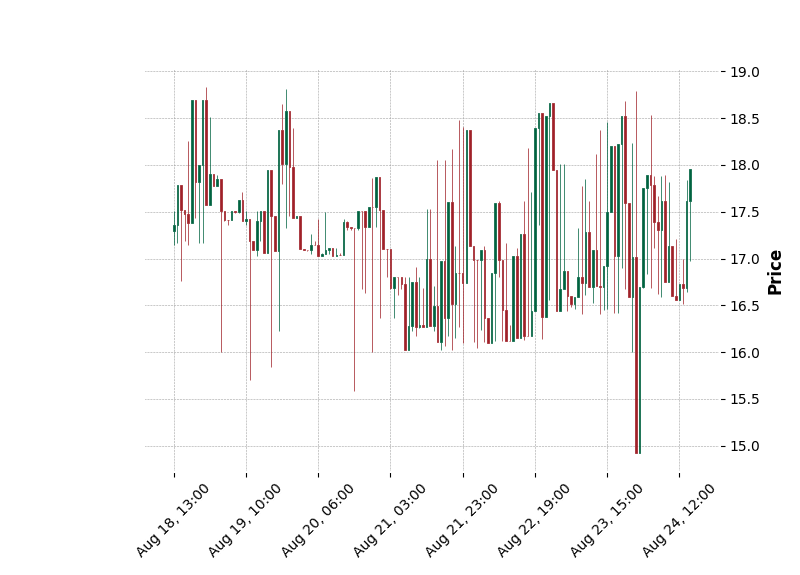 19.0
18.5
18.0
17.5
17.0
16.5
16.0
15.5
15.0
Price
Aug 18, 13:00
Aug 19, 10:00
Aug 20, 06:00
Aug 21, 03:00
Aug 21, 23:00
Aug 22, 19:00
Aug 23, 15:00
Aug 24, 12:00